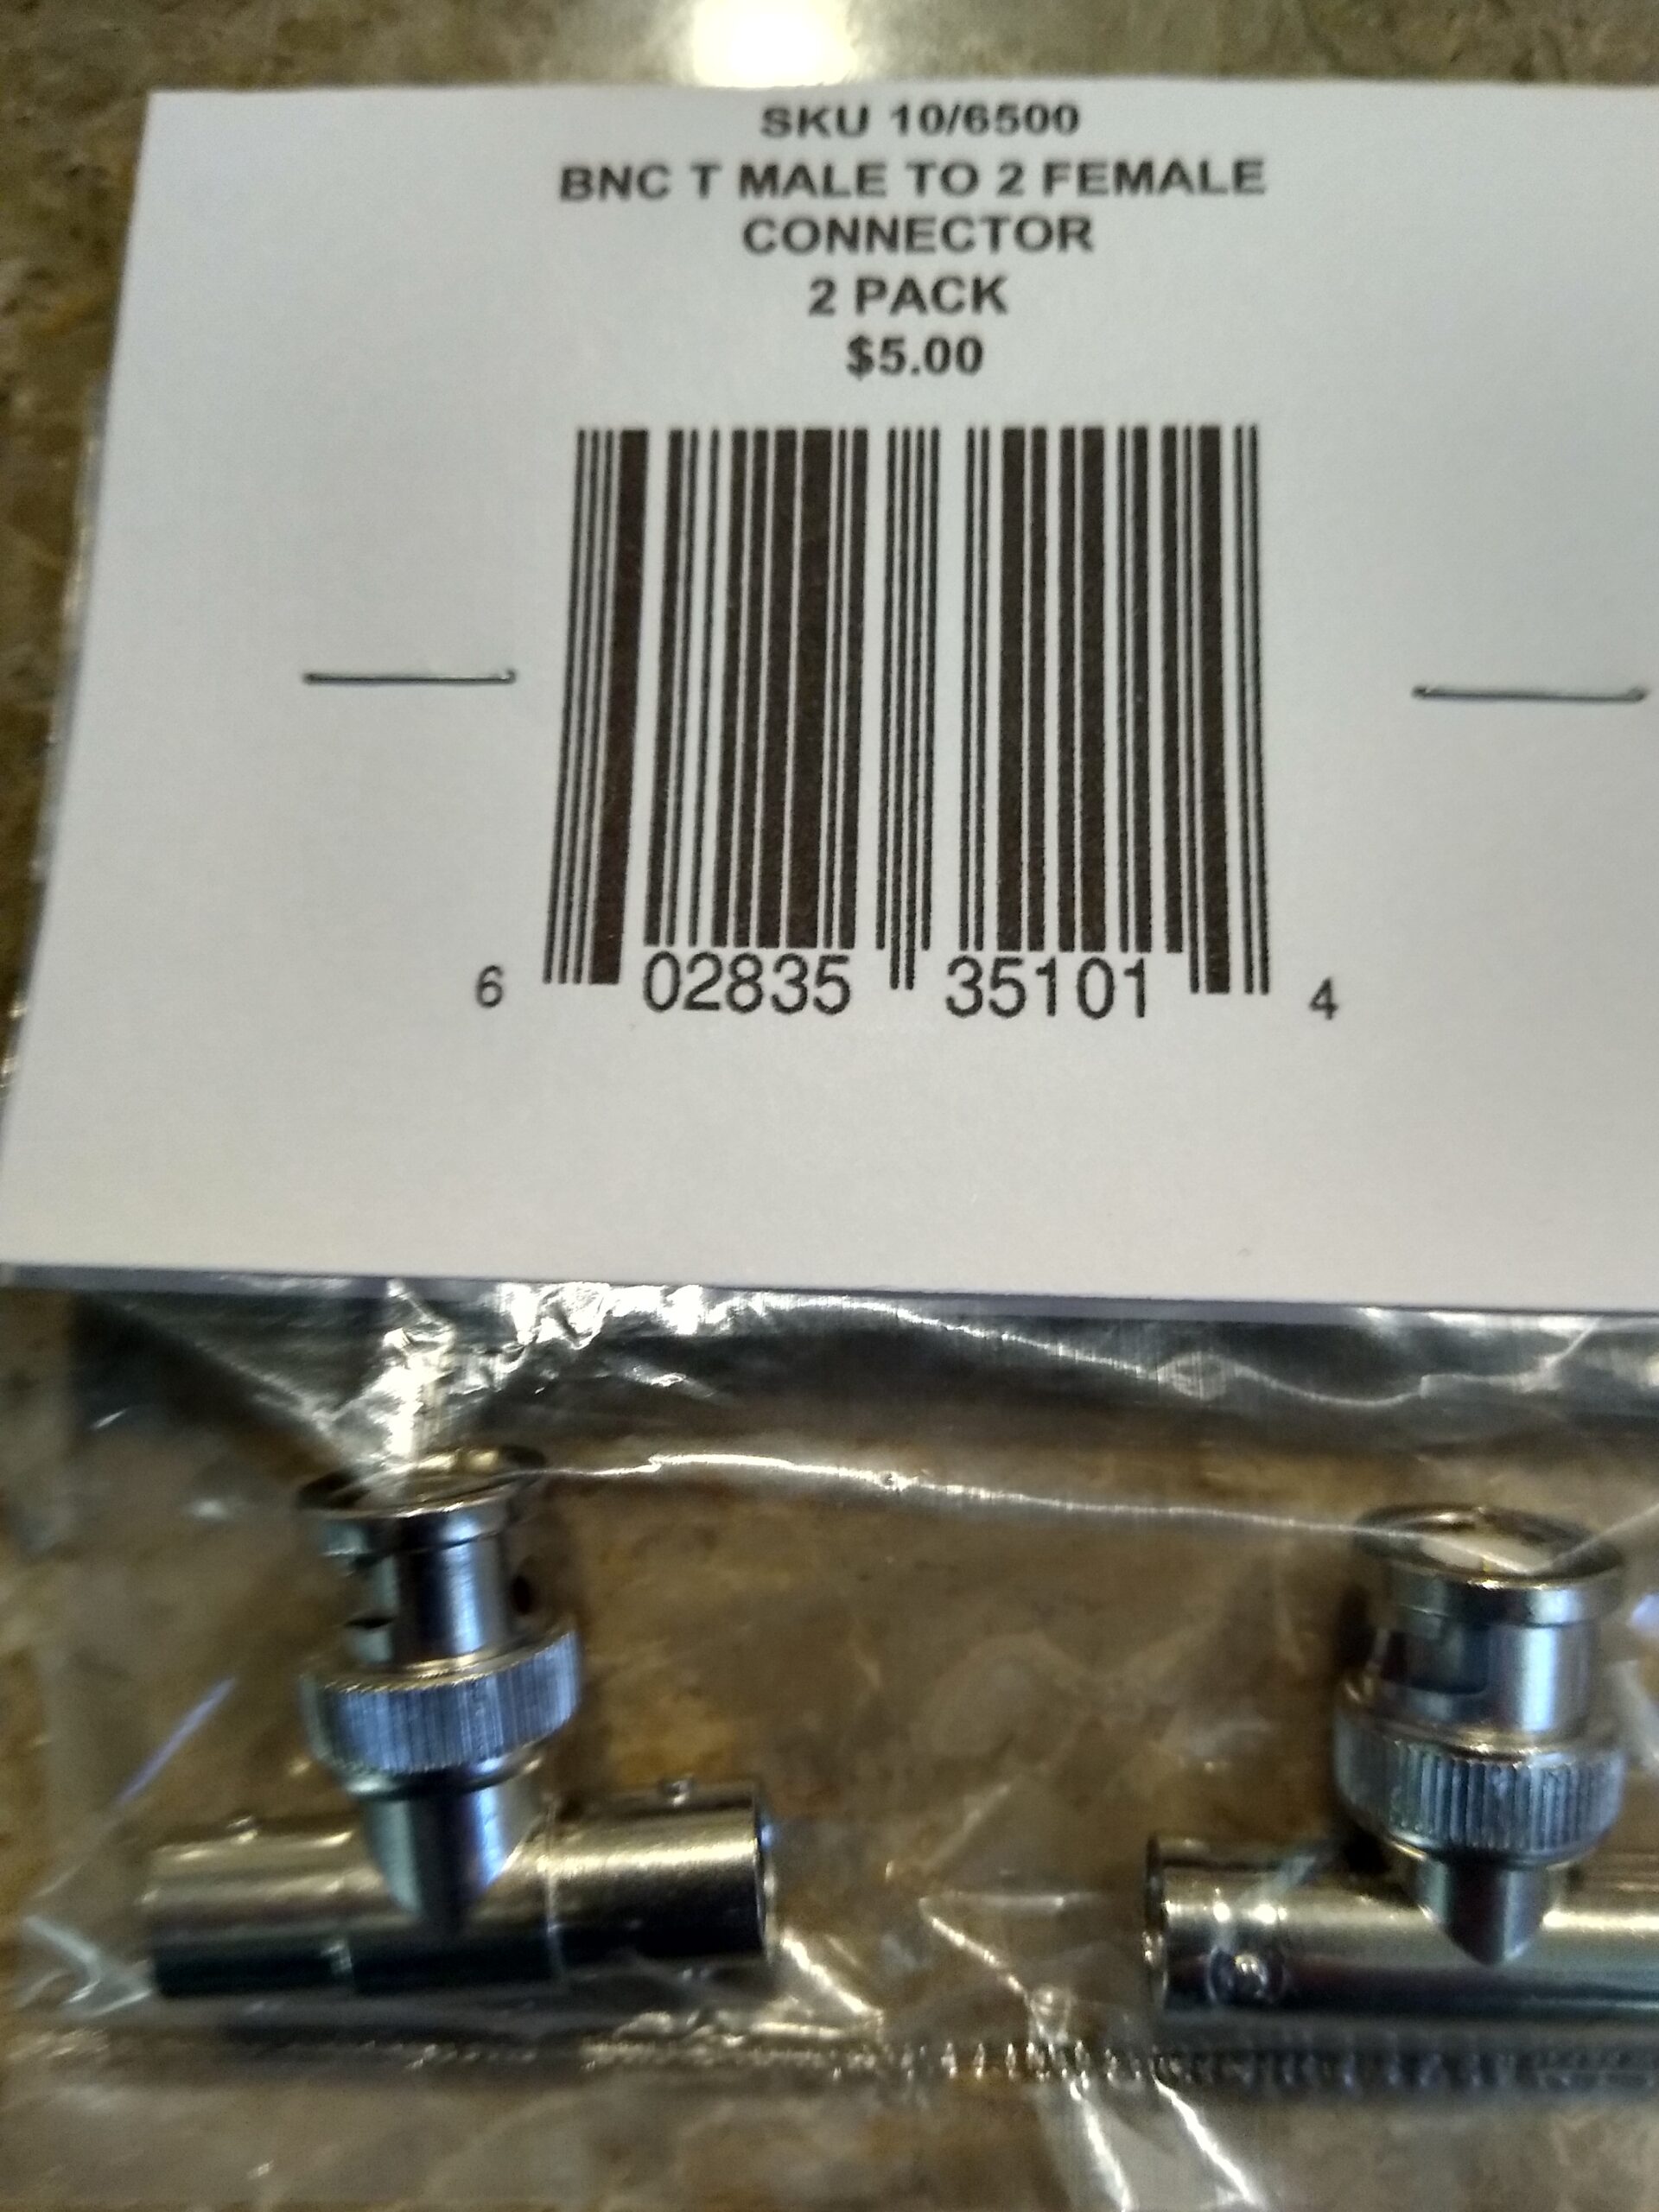 SKU 10/6500
BNC T MALE TO 2 FEMALE
CONNECTOR
2 PACK
$5.00
6 02835 35101 4